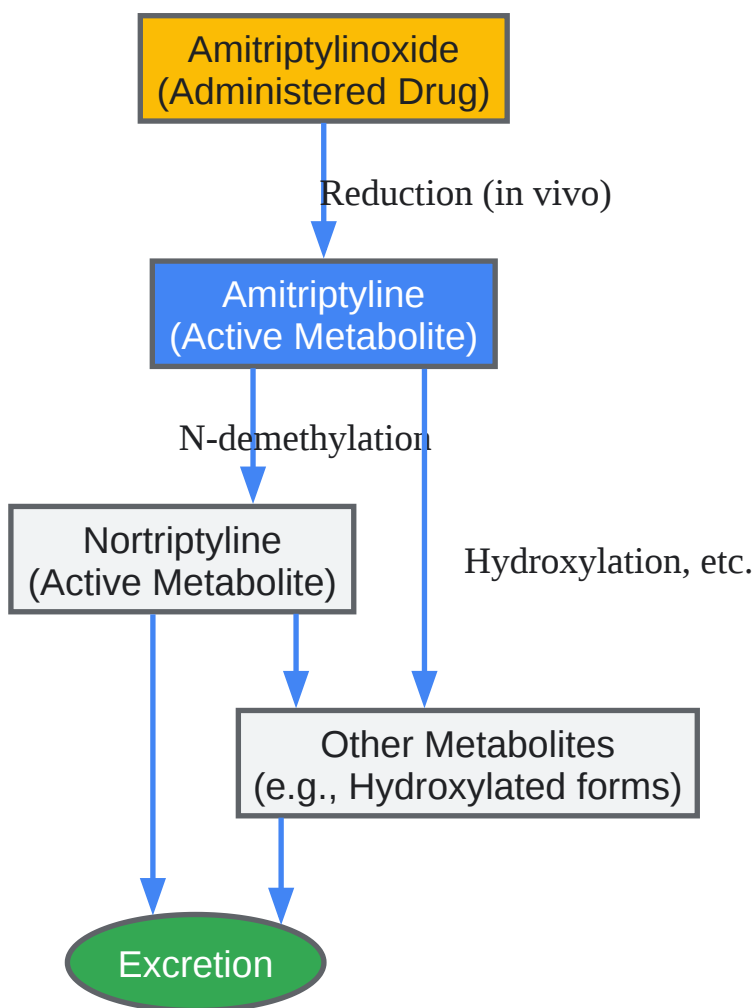 Amitriptylinoxide
(Administered Drug)
Reduction (in vivo)
Amitriptyline
(Active Metabolite)
N-demethylation
Nortriptyline
(Active Metabolite)
Hydroxylation, etc.
Other Metabolites
(e.g., Hydroxylated forms)
Excretion